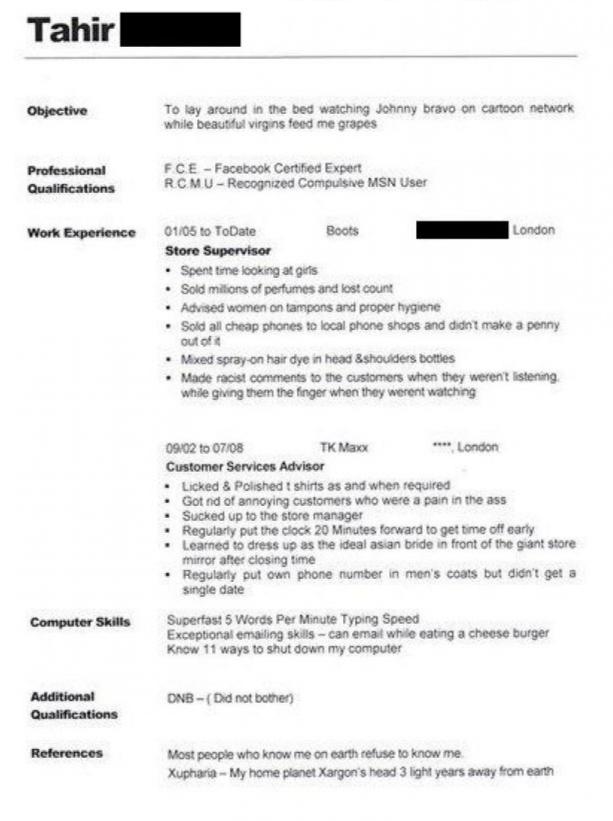 Tahir
Objective
To lay around in the bed watching Johnny bravo on cartoon network
while beautiful virgins feed me grapes
Professional
Qualifications
F.C.E. – Facebook Certified Expert
R.C.M.U – Recognized Compulsive MSN User
Work Experience
01/05 to ToDate Boots London
Store Supervisor
• Spent time looking at girls
• Sold millions of perfumes and lost count
• Advised women on tampons and proper hygiene
• Sold all cheap phones to local phone shops and didn't make a penny
out of it
• Mixed spray-on hair dye in head &shoulders bottles
• Made racist comments to the customers when they weren't listening,
while giving them the finger when they werent watching
09/02 to 07/08 TK Maxx ****, London
Customer Services Advisor
• Licked & Polished t shirts as and when required
• Got rid of annoying customers who were a pain in the ass
• Sucked up to the store manager
• Regularly put the clock 20 Minutes forward to get time off early
• Learned to dress up as the ideal asian bride in front of the giant store
mirror after closing time
• Regularly put own phone number in men's coats but didn't get a
single date
Computer Skills
Superfast 5 Words Per Minute Typing Speed
Exceptional emailing skills – can email while eating a cheese burger
Know 11 ways to shut down my computer
Additional
Qualifications
DNB – ( Did not bother)
References
Most people who know me on earth refuse to know me.
Xupharia – My home planet Xargon's head 3 light years away from earth